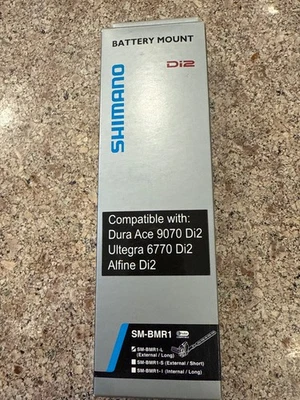 BATTERY MOUNT
Di2
SHIMANO
Compatible with:
Dura Ace 9070 Di2
Ultegra 6770 Di2
Alfine Di2
SM-BMR1
SM-BMR1-L
(External / Long)
SM-BMR1-S (External / Short)
SM-BMR1-I (Internal / Long)